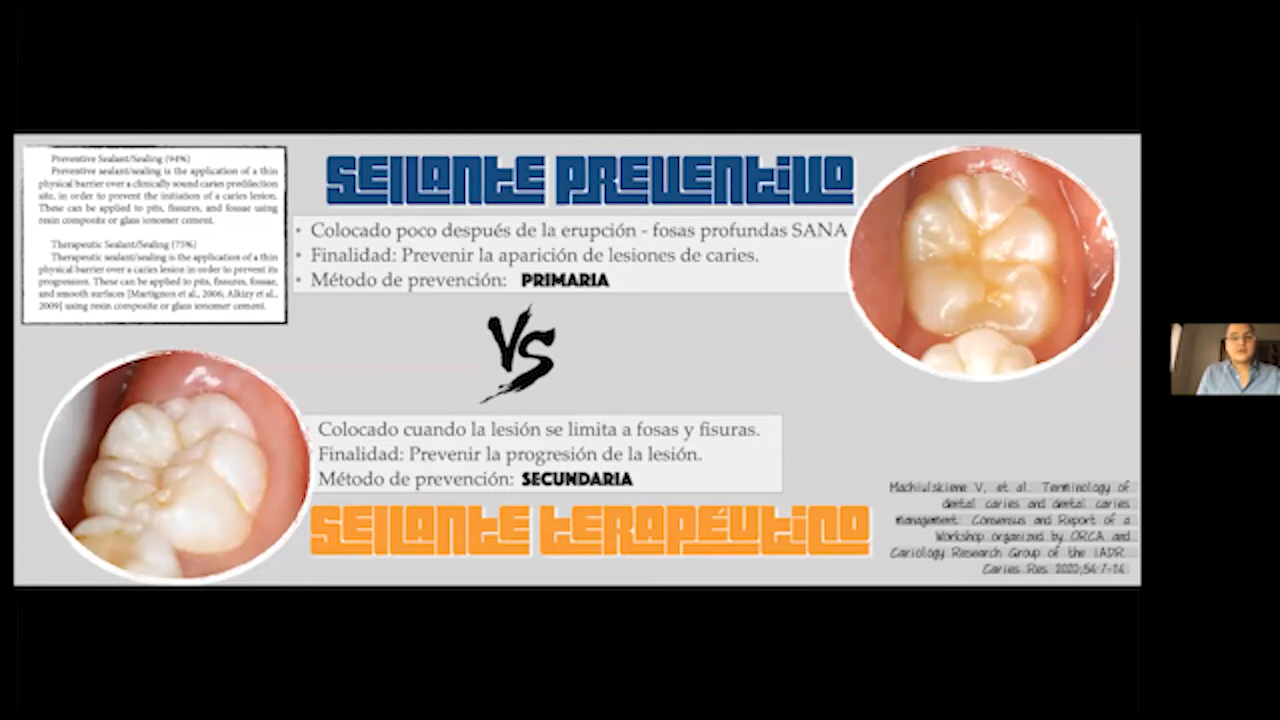 Preventive Sealant/Sealing (94%)
Preventive sealant/sealing is the application of a thin
physical barrier over a clinically sound caries predilection
site, in order to prevent the initiation of a caries lesion.
These can be applied to pits, fissures, and fossae using
resin composite or glass ionomer cement.
Therapeutic Sealant/Sealing (75%)
Therapeutic sealant/sealing is the application of a thin
physical barrier over a caries lesion in order to prevent its
progression. These can be applied to pits, fissures, fossae,
and smooth surfaces [Martignon et al., 2006; Alkizy et al.,
2009] using resin composite or glass ionomer cement.
SELLANTE PREVENTIVO
• Colocado poco después de la erupción - fosas profundas SANA
• Finalidad: Prevenir la aparición de lesiones de caries.
• Método de prevención: PRIMARIA
VS
Colocado cuando la lesión se limita a fosas y fisuras.
Finalidad: Prevenir la progresión de la lesión.
Método de prevención: SECUNDARIA
SELLANTE TERAPÉUTICO
Machiulskiene V, et al. Terminology of
dental caries and dental caries
management: Consensus and Report of a
Workshop organized by ORCA and
Cariology Research Group of the IADR.
Caries Res 2020;54:7-14